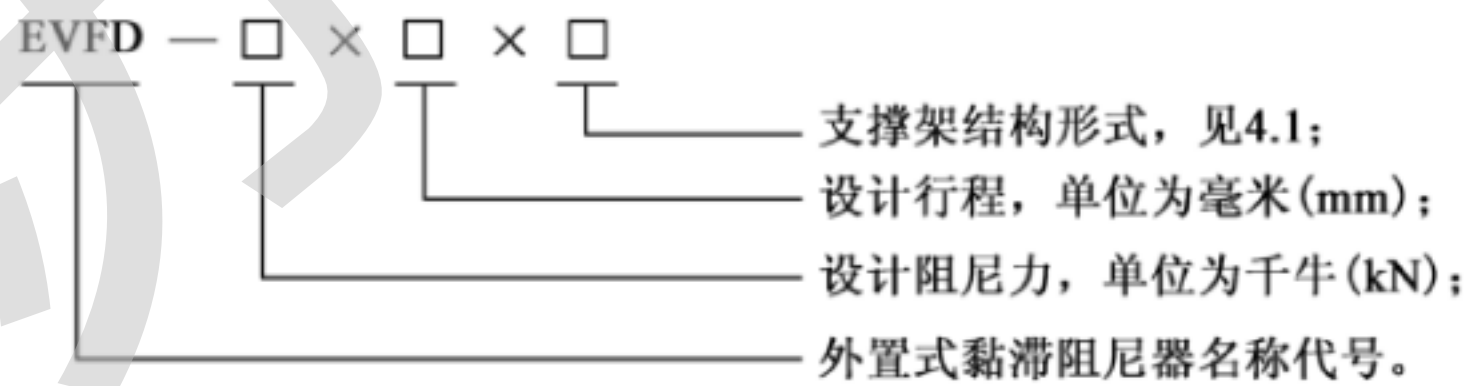 EVFD — □ × □ × □
支撑架结构形式，见4.1；
设计行程，单位为毫米(mm)；
设计阻尼力，单位为千牛(kN)；
外置式黏滞阻尼器名称代号。